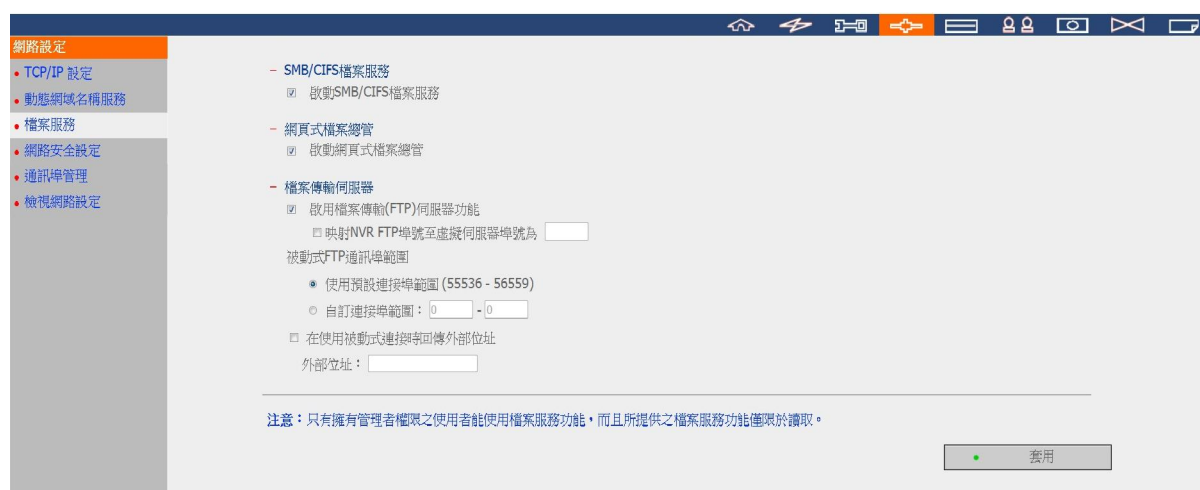 網路設定
TCP/IP 設定
動態網域名稱服務
檔案服務
網路安全設定
通訊埠管理
檢視網路設定
－ SMB/CIFS檔案服務
啟動SMB/CIFS檔案服務
－ 網頁式檔案總管
啟動網頁式檔案總管
－ 檔案傳輸伺服器
啟用檔案傳輸(FTP)伺服器功能
映射NVR FTP埠號至虛擬伺服器埠號為
被動式FTP通訊埠範圍
使用預設連接埠範圍 (55536 - 56559)
自訂連接埠範圍： 0 - 0
在使用被動式連接時回傳外部位址
外部位址：
注意：只有擁有管理者權限之使用者能使用檔案服務功能，而且所提供之檔案服務功能僅限於讀取。
套用